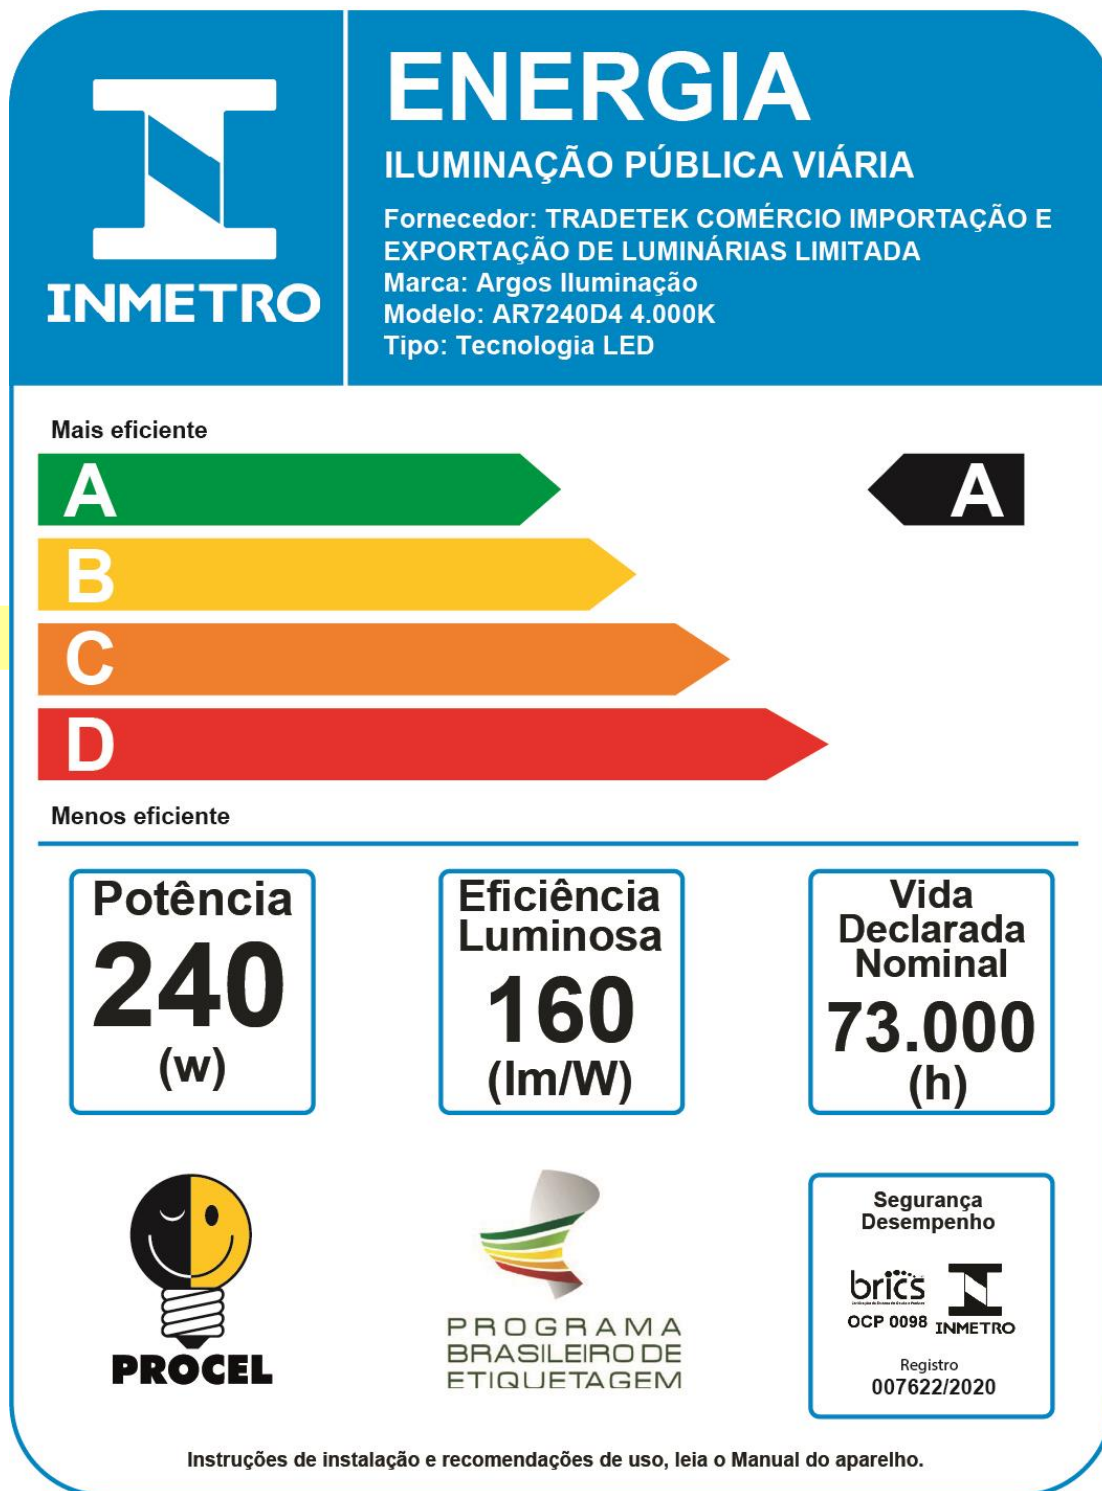 INMETRO
ENERGIA
ILUMINAÇÃO PÚBLICA VIÁRIA
Fornecedor: TRADETEK COMÉRCIO IMPORTAÇÃO E
EXPORTAÇÃO DE LUMINÁRIAS LIMITADA
Marca: Argos Iluminação
Modelo: AR7240D4 4.000K
Tipo: Tecnologia LED
Mais eficiente
A
A
B
C
D
Menos eficiente
Potência
240
(w)
Eficiência
Luminosa
160
(lm/W)
Vida
Declarada
Nominal
73.000
(h)
PROCEL
PROGRAMA
BRASILEIRO DE
ETIQUETAGEM
Segurança
Desempenho
brics
OCP 0098
INMETRO
Registro
007622/2020
Instruções de instalação e recomendações de uso, leia o Manual do aparelho.